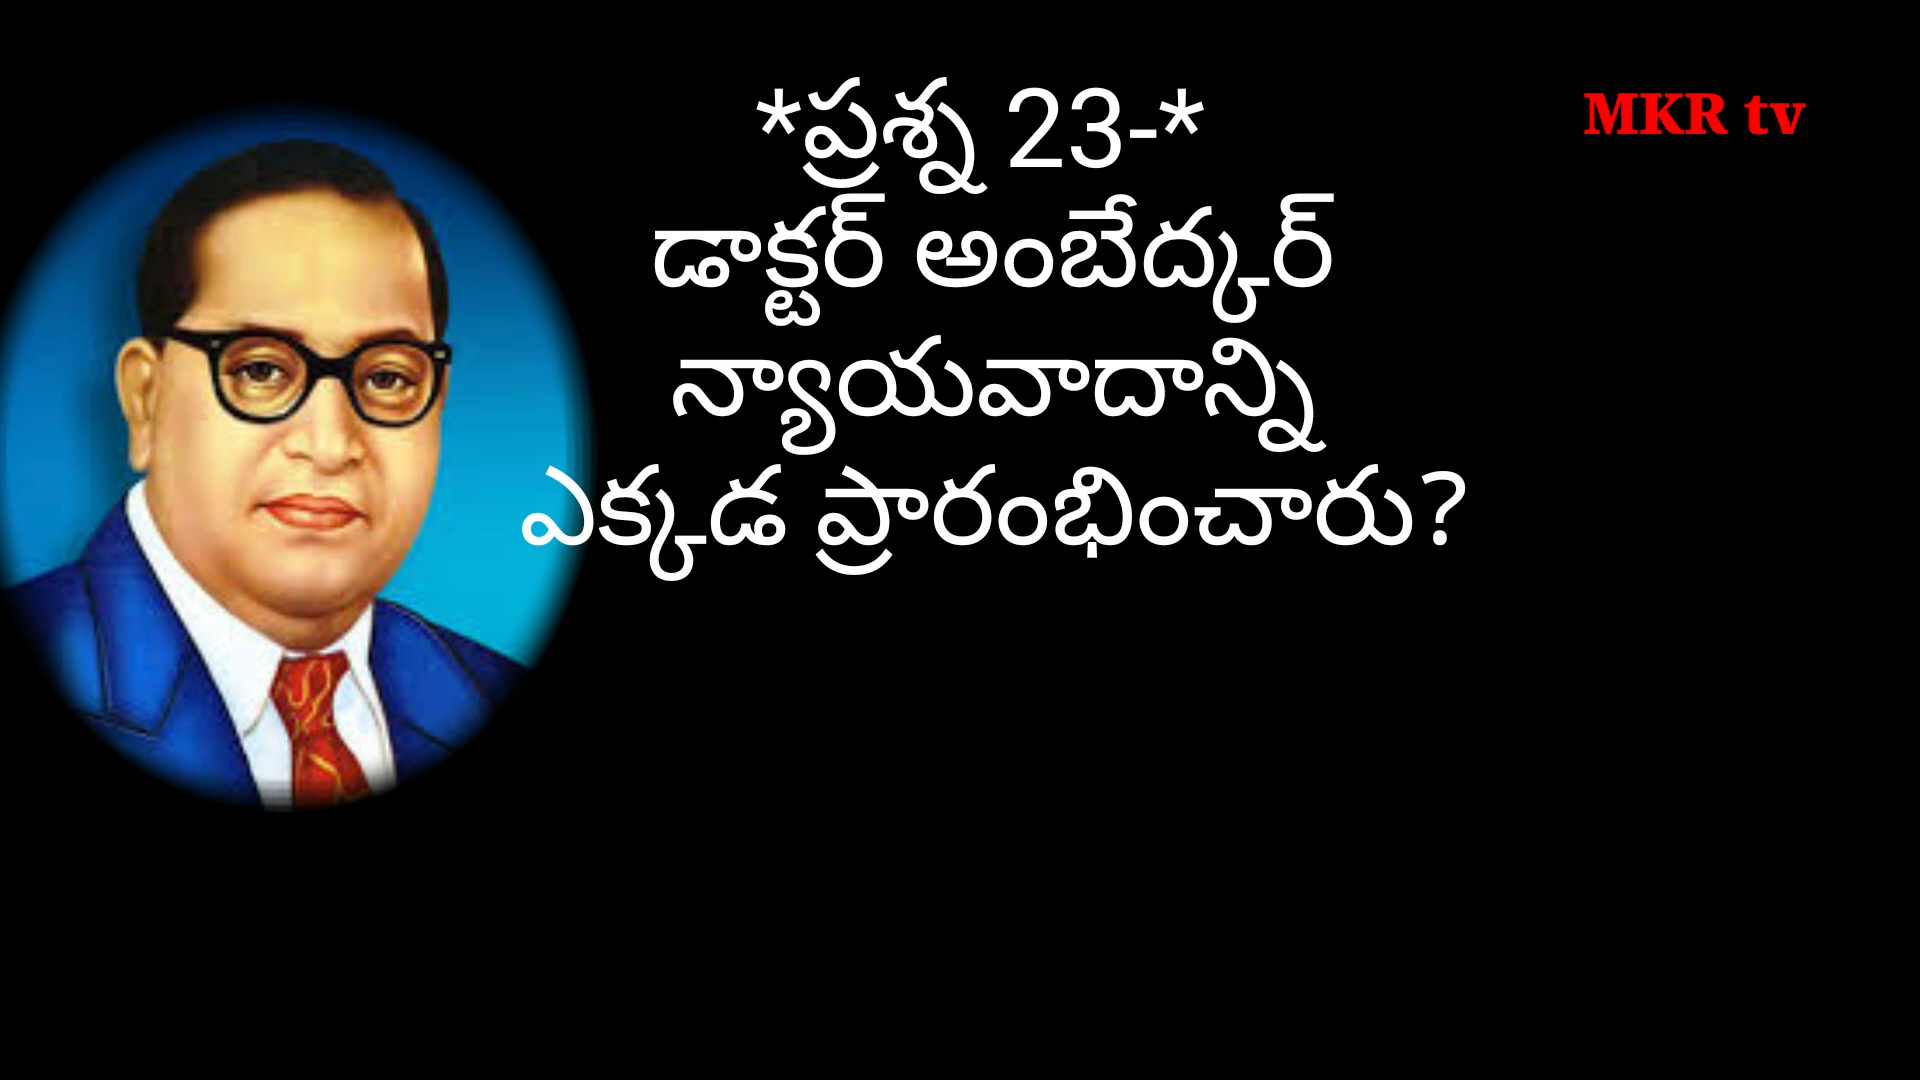 *ప్రశ్న 23-*
MKR tv
డాక్టర్ అంబేద్కర్
న్యాయవాదాన్ని
ఎక్కడ ప్రారంభించారు?